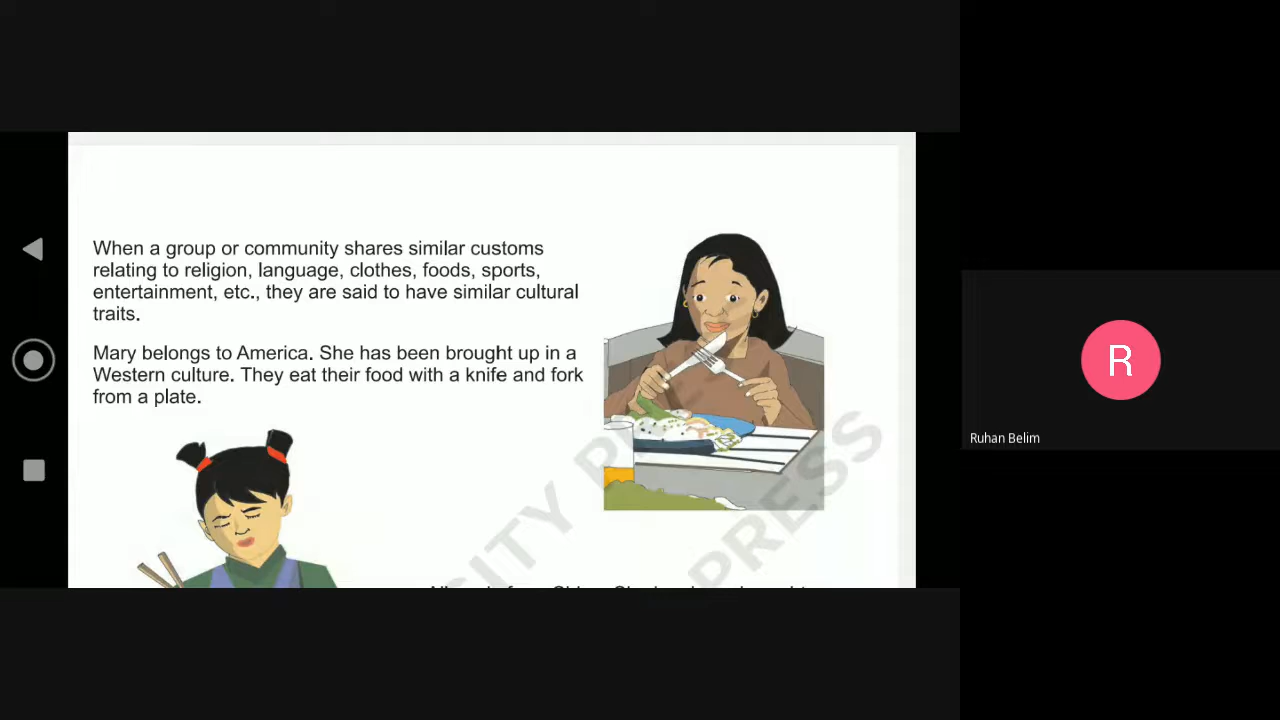 When a group or community shares similar customs
relating to religion, language, clothes, foods, sports,
entertainment, etc., they are said to have similar cultural
traits.
Mary belongs to America. She has been brought up in a
Western culture. They eat their food with a knife and fork
from a plate.
PRESS
R
Ruhan Belim